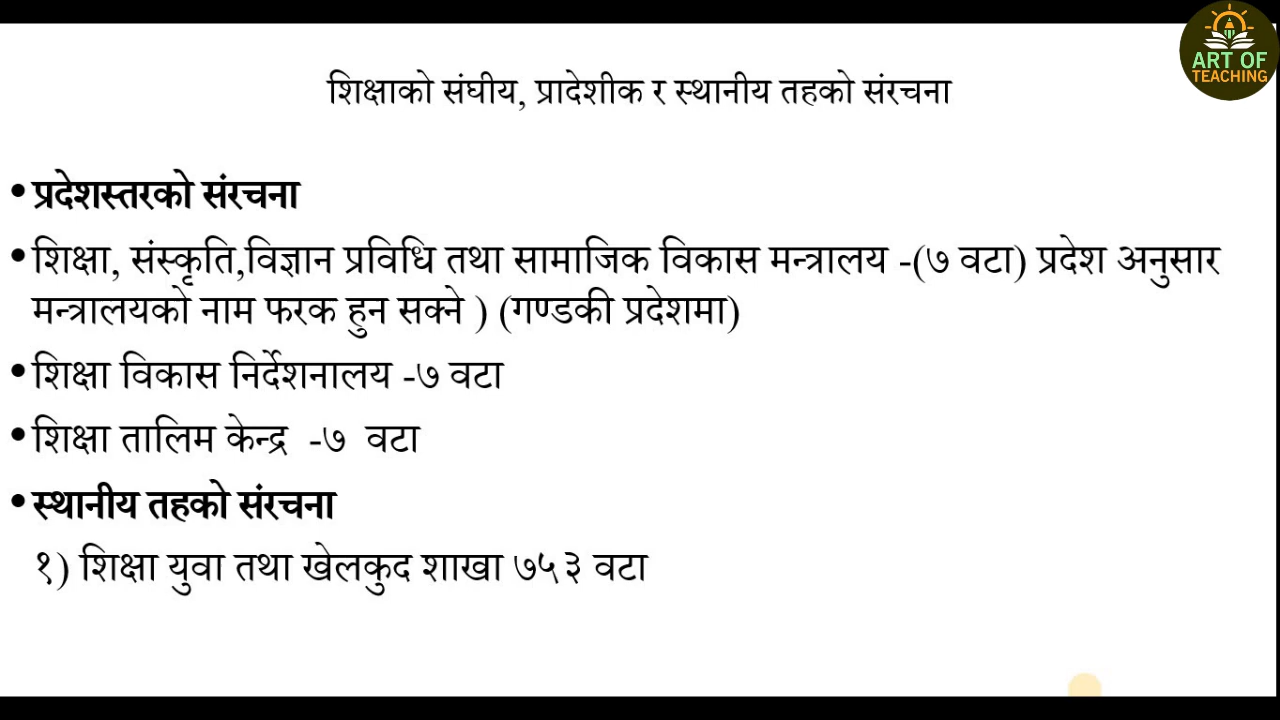 ART OF
TEACHING
शिक्षाको संघीय, प्रादेशीक र स्थानीय तहको संरचना
• प्रदेशस्तरको संरचना
• शिक्षा, संस्कृति,विज्ञान प्रविधि तथा सामाजिक विकास मन्त्रालय -(७ वटा) प्रदेश अनुसार
मन्त्रालयको नाम फरक हुन सक्ने ) (गण्डकी प्रदेशमा)
• शिक्षा विकास निर्देशनालय -७ वटा
• शिक्षा तालिम केन्द्र -७ वटा
• स्थानीय तहको संरचना
१) शिक्षा युवा तथा खेलकुद शाखा ७५३ वटा